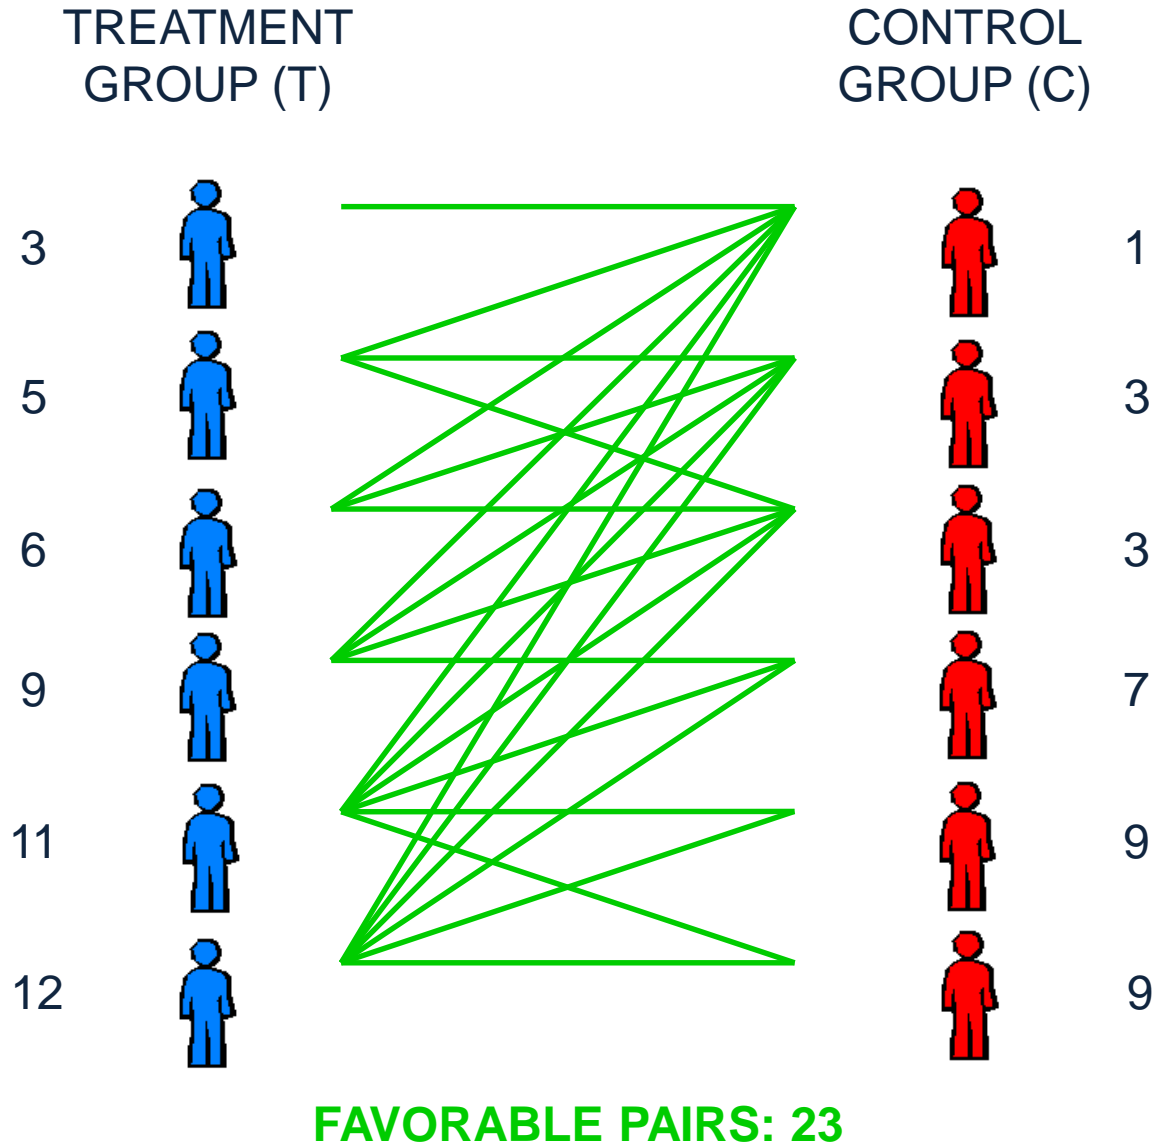 TREATMENT
GROUP (T)
CONTROL
GROUP (C)
3
1
5
3
6
3
9
7
11
9
12
9
FAVORABLE PAIRS: 23